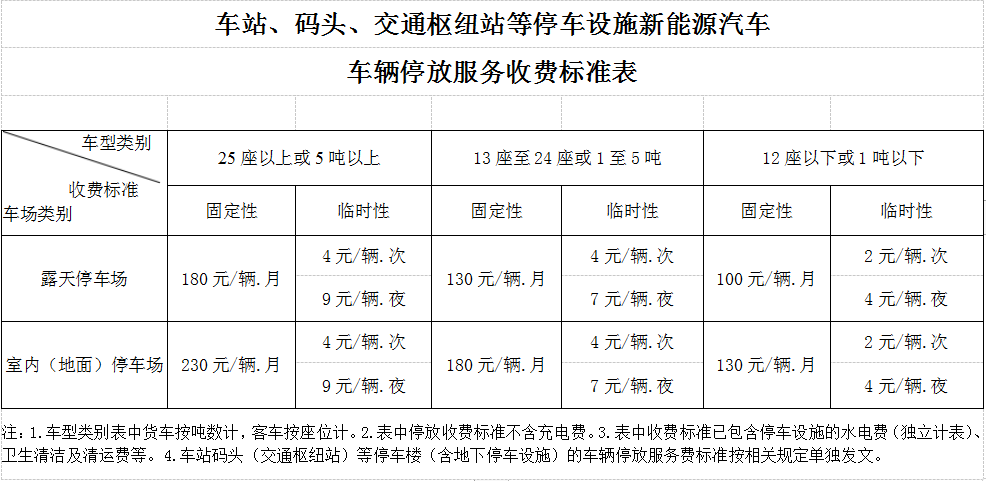 车站、码头、交通枢纽站等停车设施新能源汽车
车辆停放服务收费标准表
车型类别
收费标准
车场类别
25座以上或5吨以上
13座至24座或1至5吨
12座以下或1吨以下
固定性
临时性
固定性
临时性
固定性
临时性
露天停车场
180元/辆.月
4元/辆.次
9元/辆.夜
130元/辆.月
4元/辆.次
7元/辆.夜
100元/辆.月
2元/辆.次
4元/辆.夜
室内（地面）停车场
230元/辆.月
4元/辆.次
9元/辆.夜
180元/辆.月
4元/辆.次
7元/辆.夜
130元/辆.月
2元/辆.次
4元/辆.夜
注：1.车型类别表中货车按吨数计，客车按座位计。2.表中停放收费标准不含充电费。3.表中收费标准已包含停车设施的水电费（独立计表）、
卫生清洁及清运费等。4.车站码头（交通枢纽站）等停车楼（含地下停车设施）的车辆停放服务费标准按相关规定单独发文。